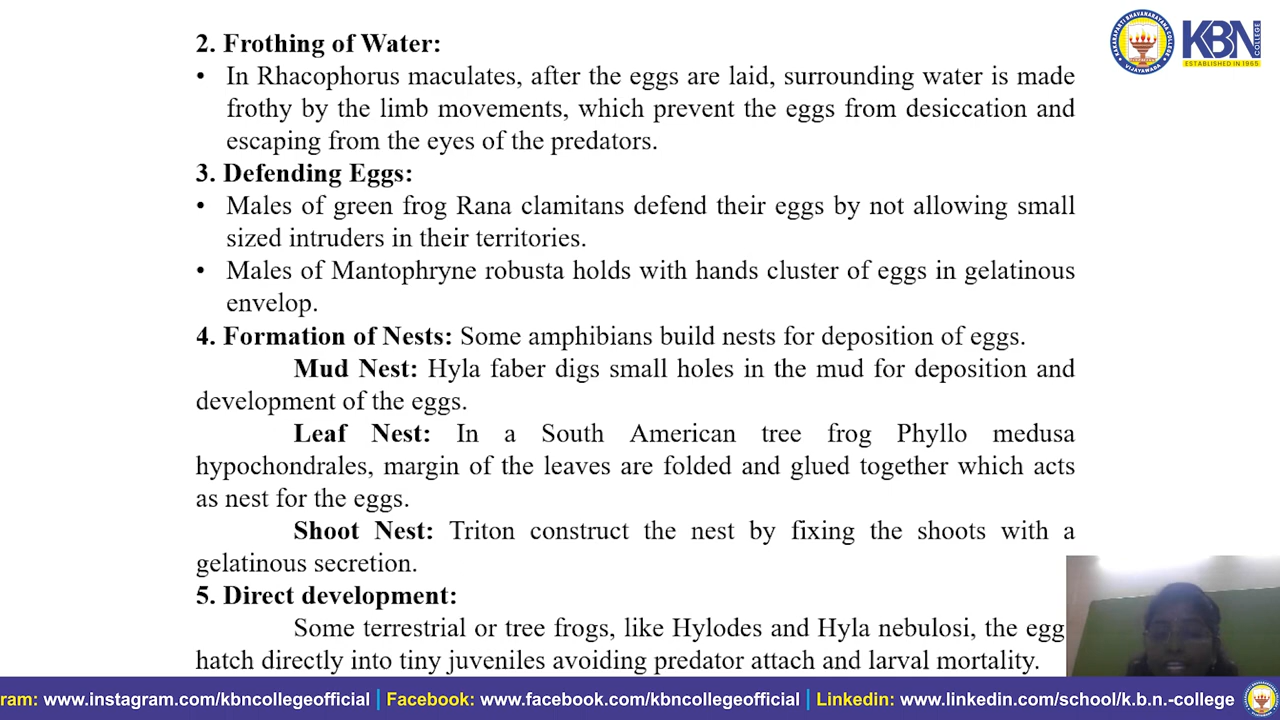 2. Frothing of Water:
• In Rhacophorus maculates, after the eggs are laid, surrounding water is made
frothy by the limb movements, which prevent the eggs from desiccation and
escaping from the eyes of the predators.
3. Defending Eggs:
• Males of green frog Rana clamitans defend their eggs by not allowing small
sized intruders in their territories.
• Males of Mantophryne robusta holds with hands cluster of eggs in gelatinous
envelop.
4. Formation of Nests: Some amphibians build nests for deposition of eggs.
Mud Nest: Hyla faber digs small holes in the mud for deposition and
development of the eggs.
Leaf Nest: In a South American tree frog Phyllo medusa
hypochondrales, margin of the leaves are folded and glued together which acts
as nest for the eggs.
Shoot Nest: Triton construct the nest by fixing the shoots with a
gelatinous secretion.
5. Direct development:
Some terrestrial or tree frogs, like Hylodes and Hyla nebulosi, the egg
hatch directly into tiny juveniles avoiding predator attach and larval mortality.
KAKARAPARTI BHAVANARAYANA COLLEGE
VIJAYAWADA
KBN
COLLEGE
ESTABLISHED IN 1965
ram: www.instagram.com/kbncollegeofficial | Facebook: www.facebook.com/kbncollegeofficial | Linkedin: www.linkedin.com/school/k.b.n.-college